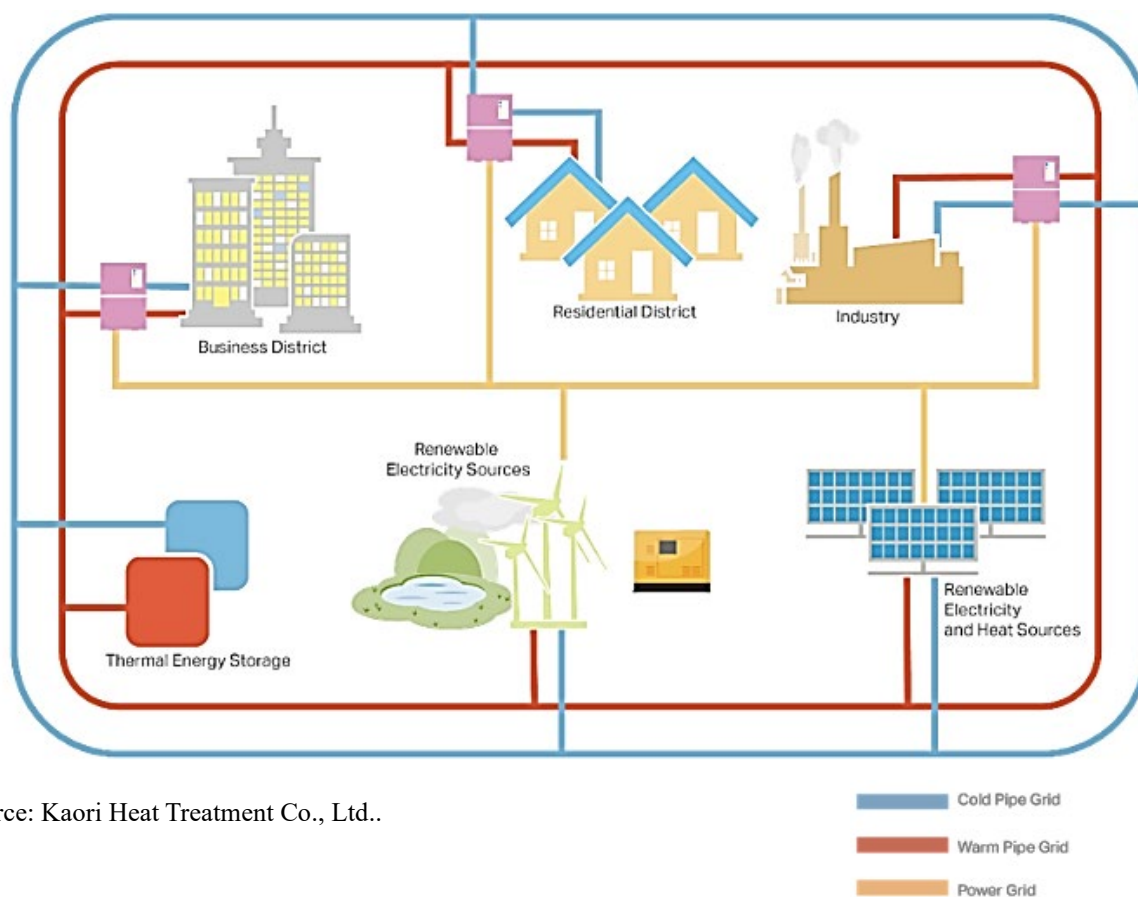 Business District
Residential District
Industry
Renewable
Electricity Sources
Renewable
Electricity
and Heat Sources
Thermal Energy Storage
rce: Kaori Heat Treatment Co., Ltd..
Cold Pipe Grid
Warm Pipe Grid
Power Grid